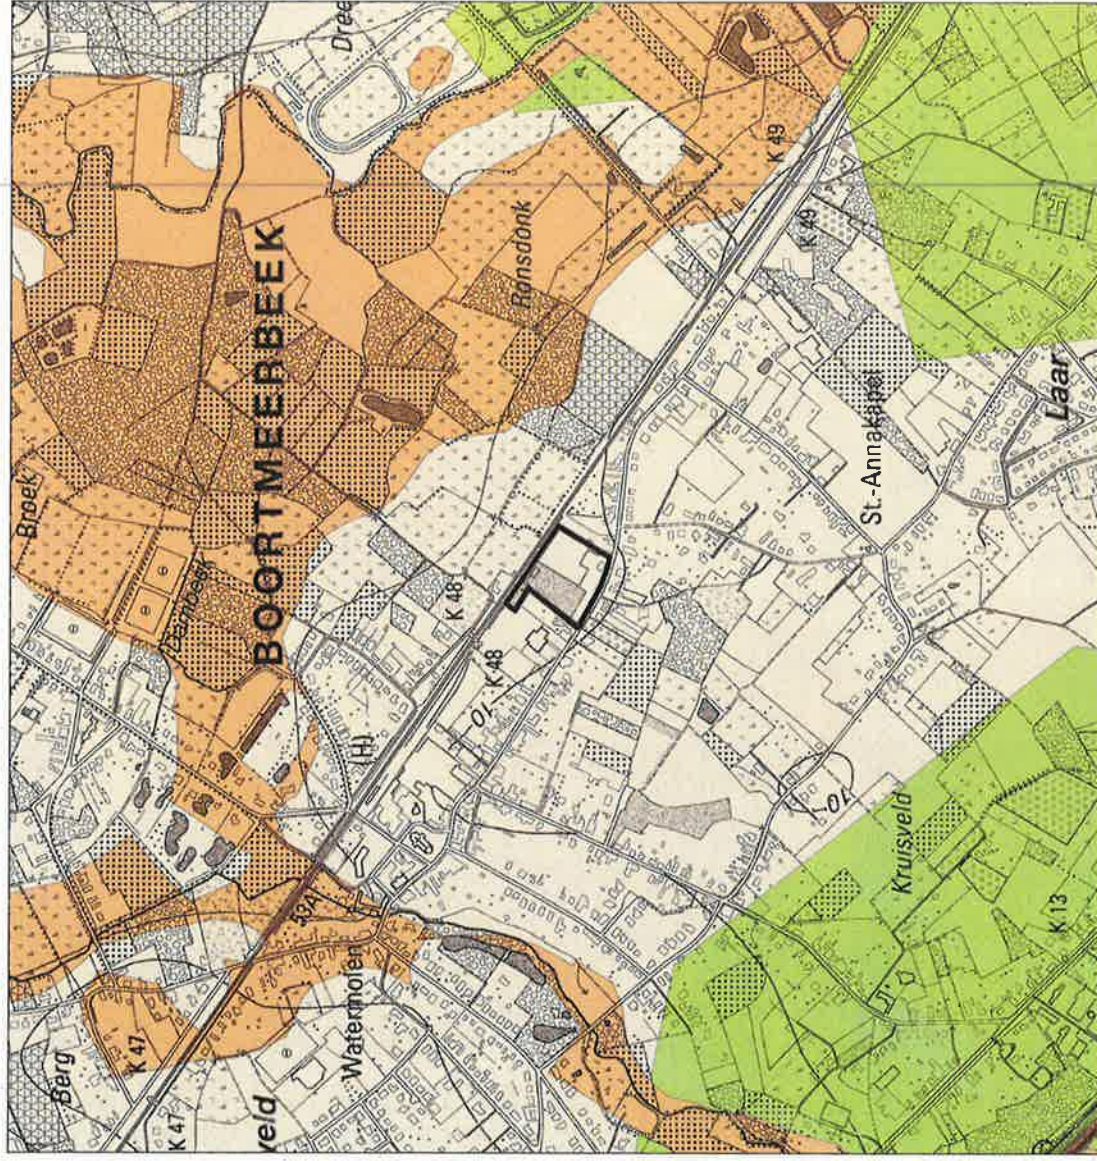 Dree
Broek
BOORTMEERBEEK
Ronsdonk
K 49
K 49
Dambeek
K 48
K 48
10
(H)
St.-Annakapel
Laar
53A
Watermolen
Berg
K 47
K 47
veld
10
Kruisveld
K 13